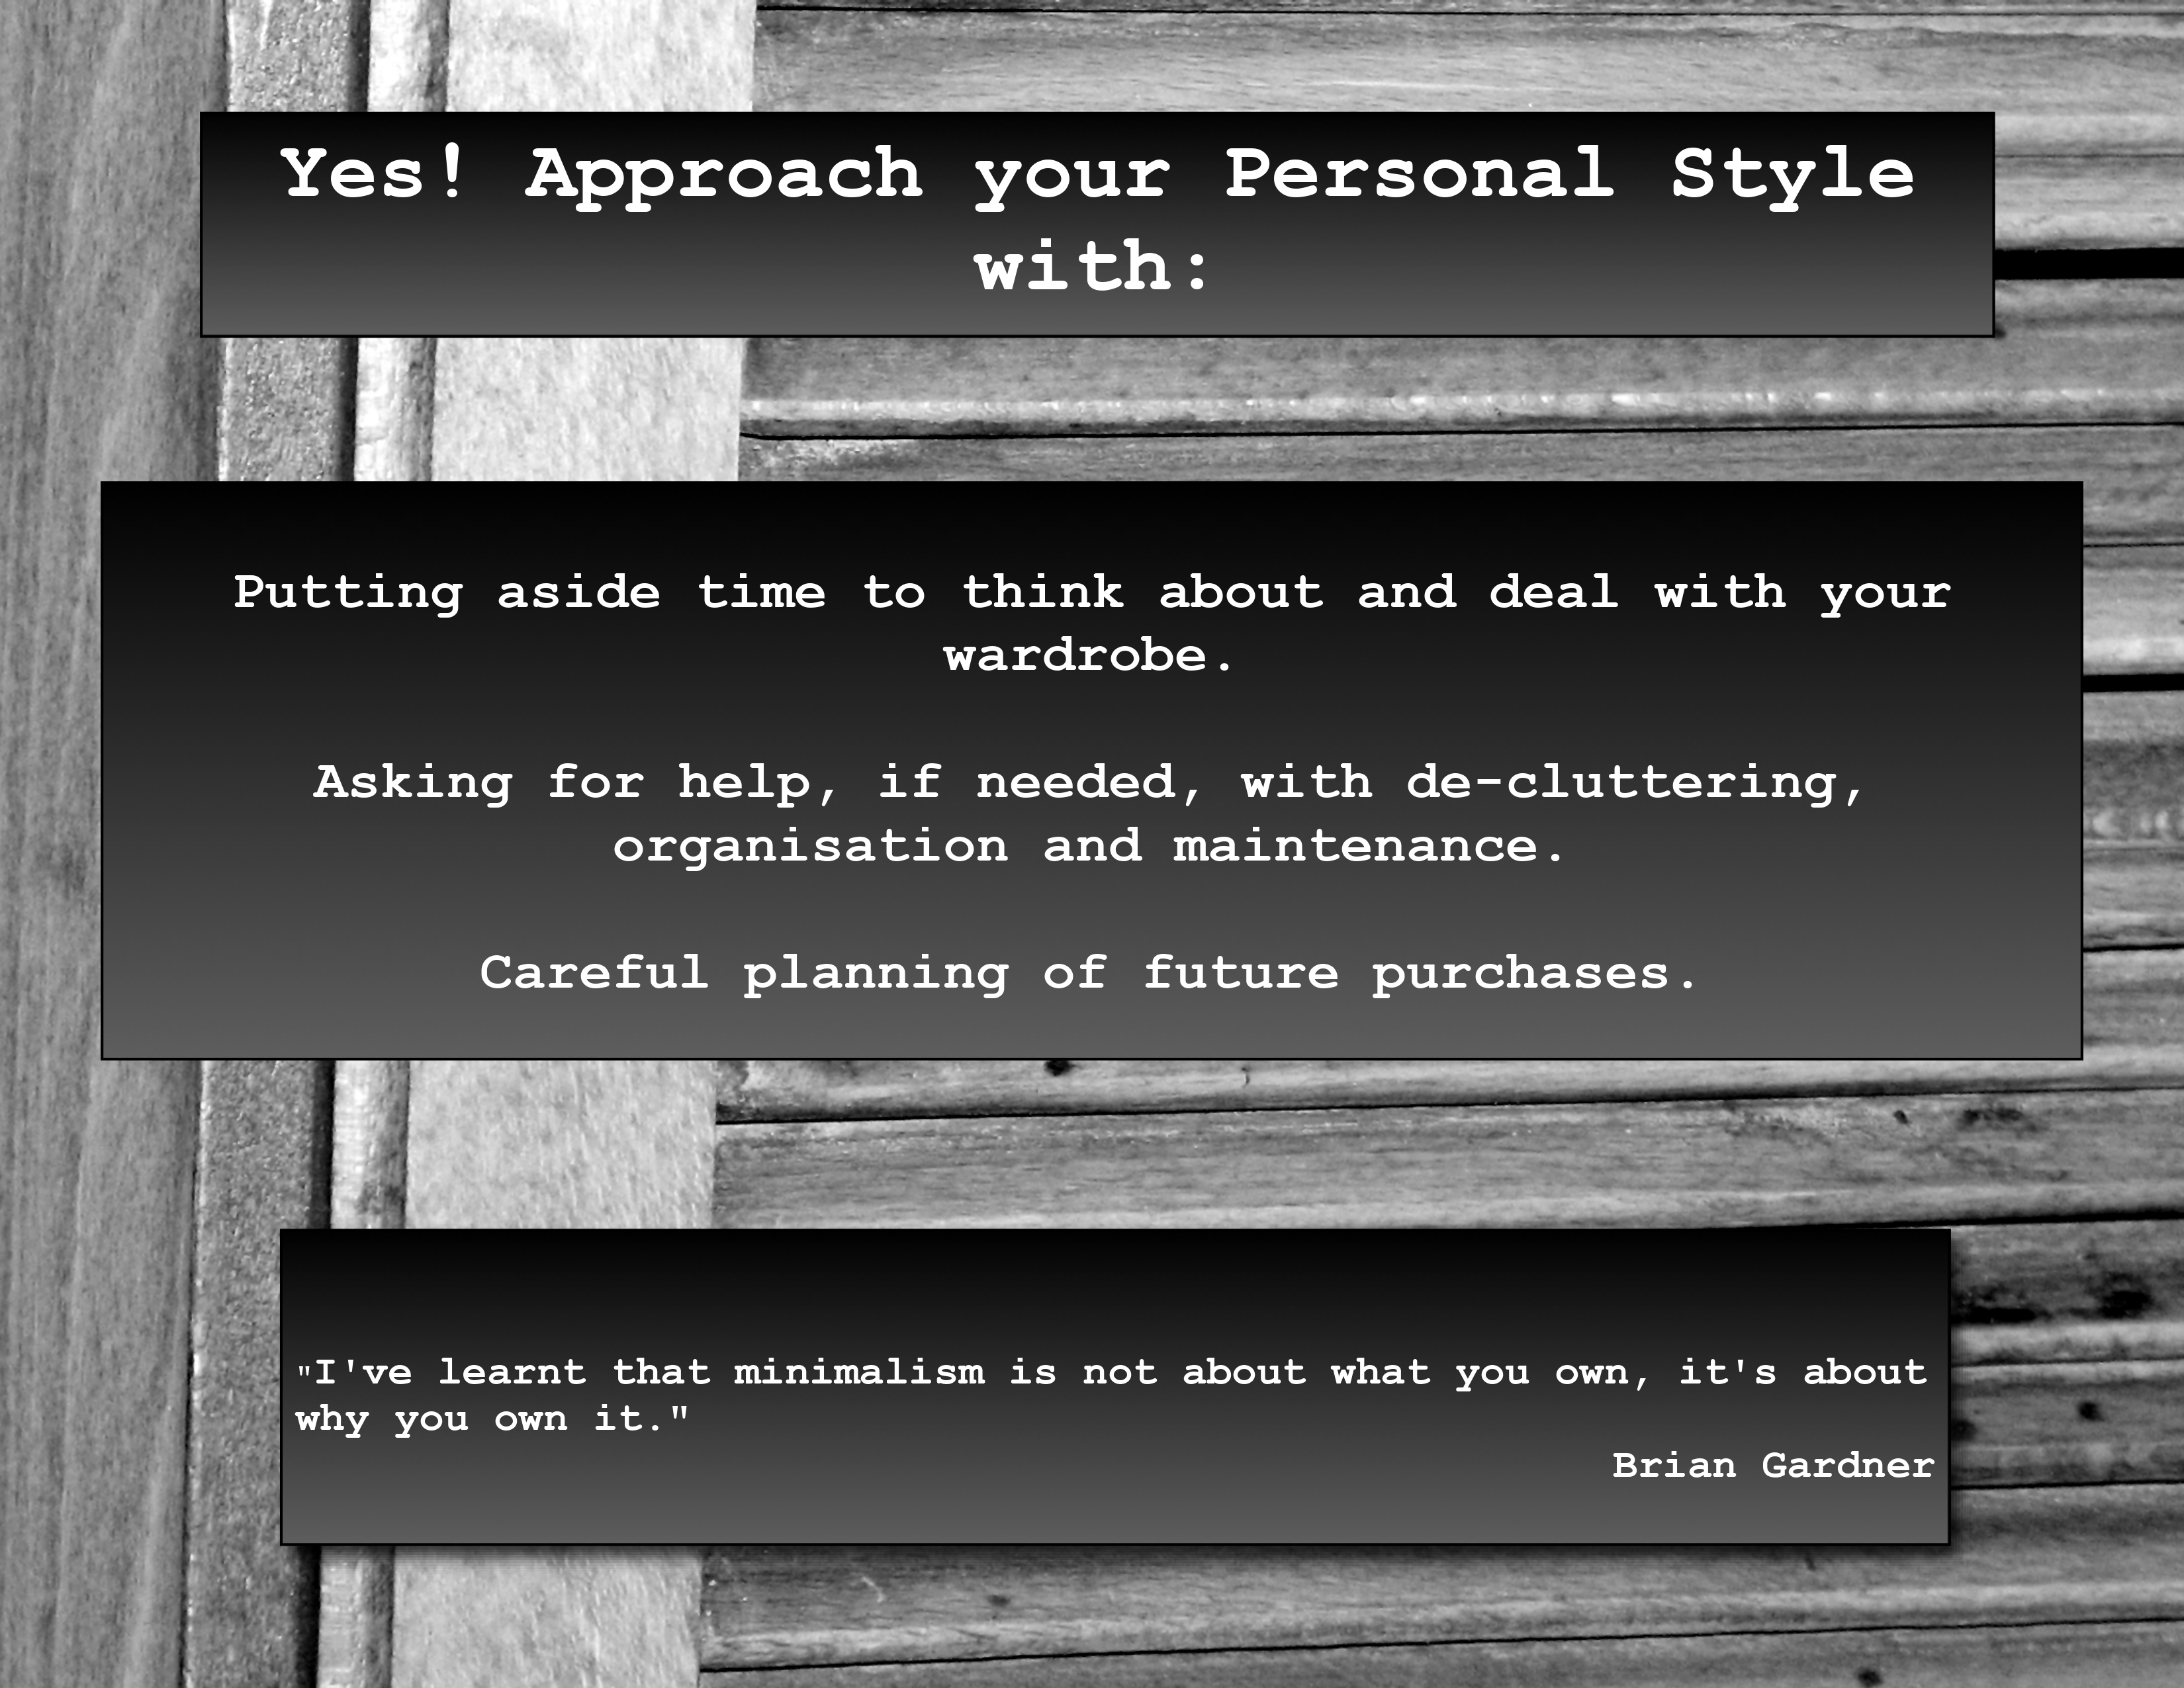 Yes! Approach your Personal Style
with:
Putting aside time to think about and deal with your
wardrobe.
Asking for help, if needed, with de-cluttering,
organisation and maintenance.
Careful planning of future purchases.
"I've learnt that minimalism is not about what you own, it's about
why you own it."
Brian Gardner